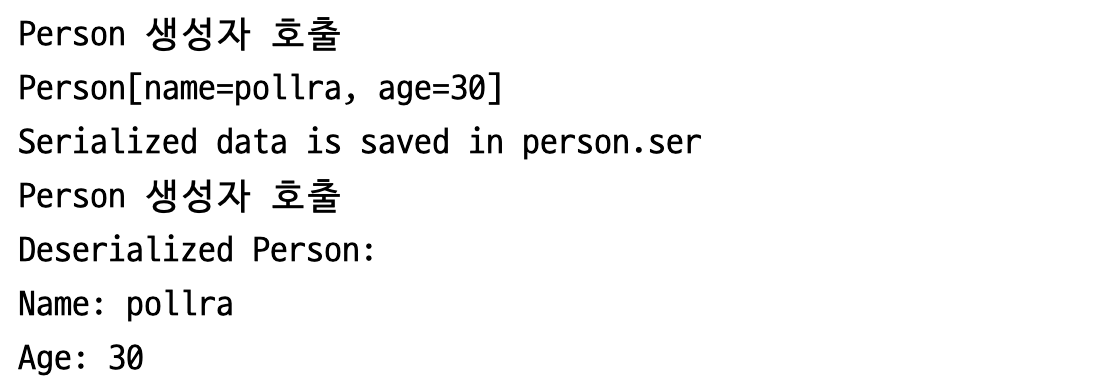 Person 생성자 호출
Person[name=pollra, age=30]
Serialized data is saved in person.ser
Person 생성자 호출
Deserialized Person:
Name: pollra
Age: 30